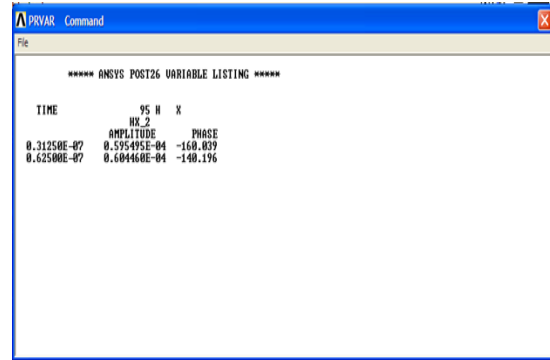 PRVAR Command
File
***** ANSYS POST26 VARIABLE LISTING *****
TIME 95 H X
HX_2
AMPLITUDE PHASE
0.31250E-07 0.595495E-04 -160.039
0.62500E-07 0.604460E-04 -140.196